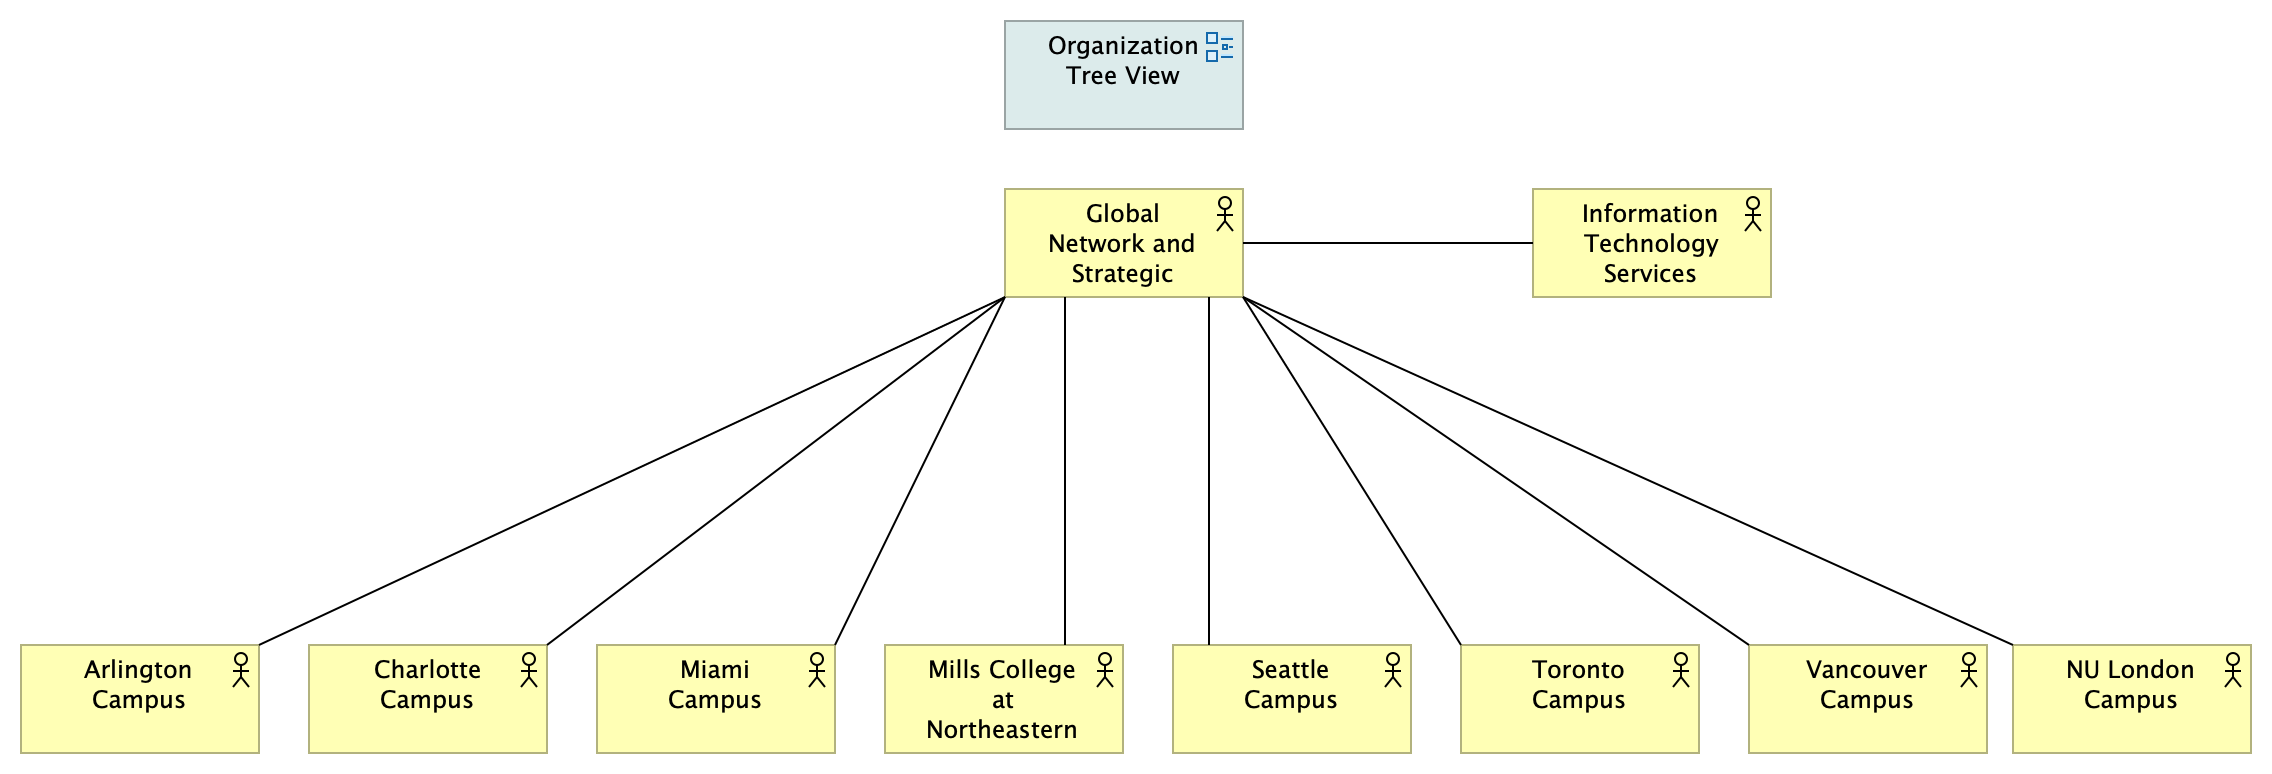 Organization
Tree View
Global
Network and
Strategic
Information
Technology
Services
Arlington
Campus
Charlotte
Campus
Miami
Campus
Mills College
at
Northeastern
Seattle
Campus
Toronto
Campus
Vancouver
Campus
NU London
Campus